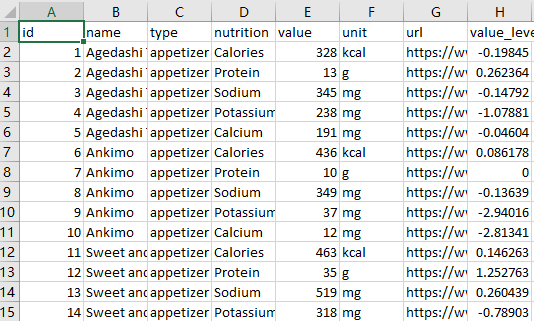 A B C D E F G H
1 id name type nutrition value unit url value_leve
2 1 Agedashi appetizer Calories 328 kcal https://w -0.19845
3 2 Agedashi appetizer Protein 13 g https://w 0.262364
4 3 Agedashi appetizer Sodium 345 mg https://w -0.14792
5 4 Agedashi appetizer Potassium 238 mg https://w -1.07881
6 5 Agedashi appetizer Calcium 191 mg https://w -0.04604
7 6 Ankimo appetizer Calories 436 kcal https://w 0.086178
8 7 Ankimo appetizer Protein 10 g https://w 0
9 8 Ankimo appetizer Sodium 349 mg https://w -0.13639
10 9 Ankimo appetizer Potassium 37 mg https://w -2.94016
11 10 Ankimo appetizer Calcium 12 mg https://w -2.81341
12 11 Sweet and appetizer Calories 463 kcal https://w 0.146263
13 12 Sweet and appetizer Protein 35 g https://w 1.252763
14 13 Sweet and appetizer Sodium 519 mg https://w 0.260439
15 14 Sweet and appetizer Potassium 318 mg https://w -0.78903